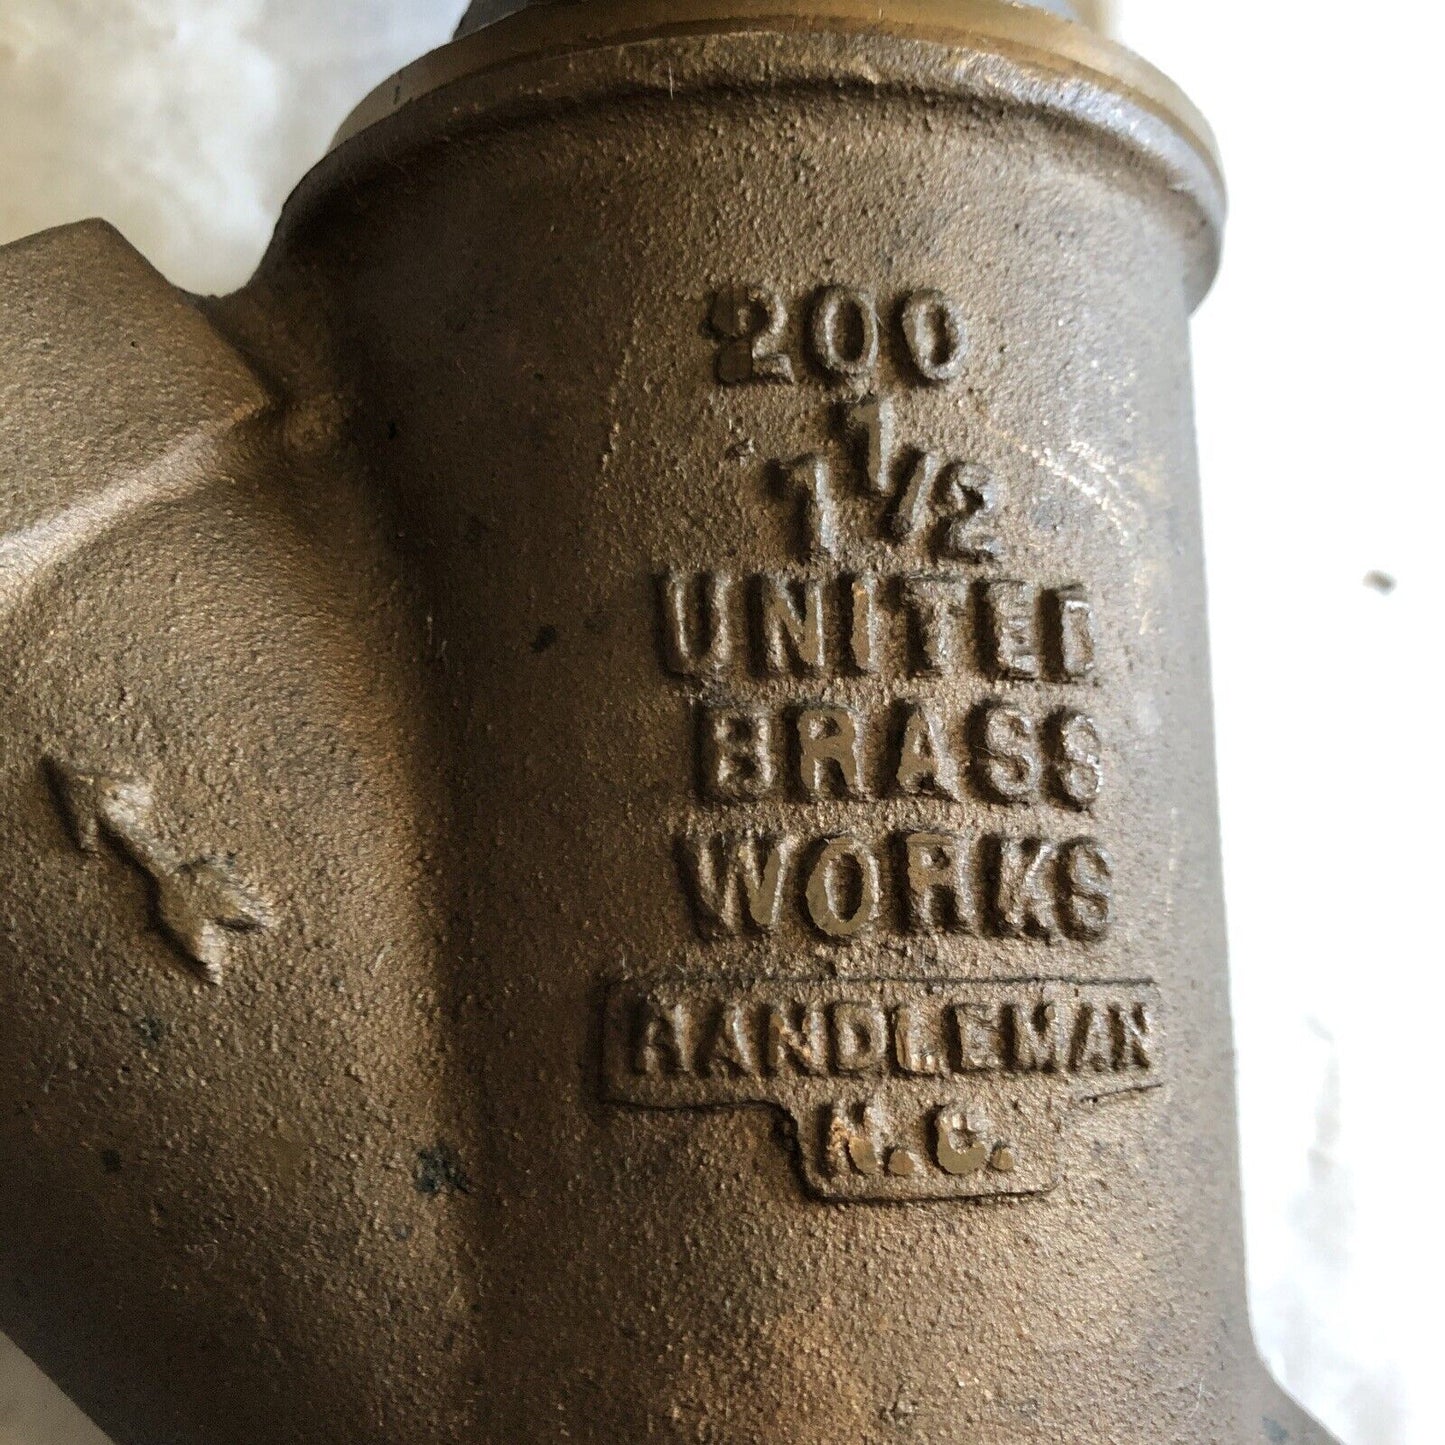 200
1 1/2
UNITED
BRASS
WORKS
RANDLEMAN
N.C.